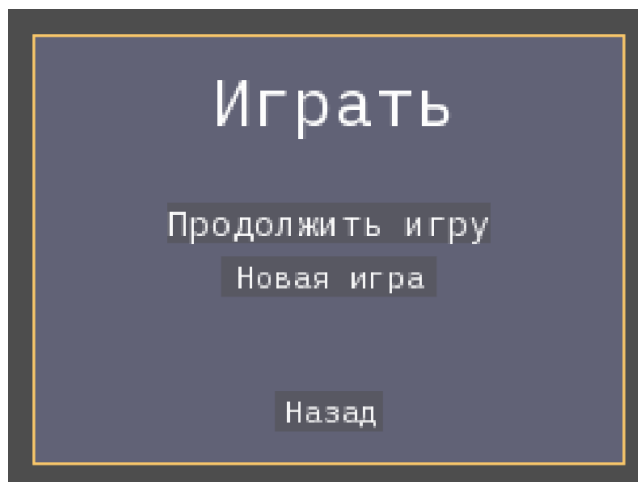 Играть
Продолжить игру
Новая игра
Назад